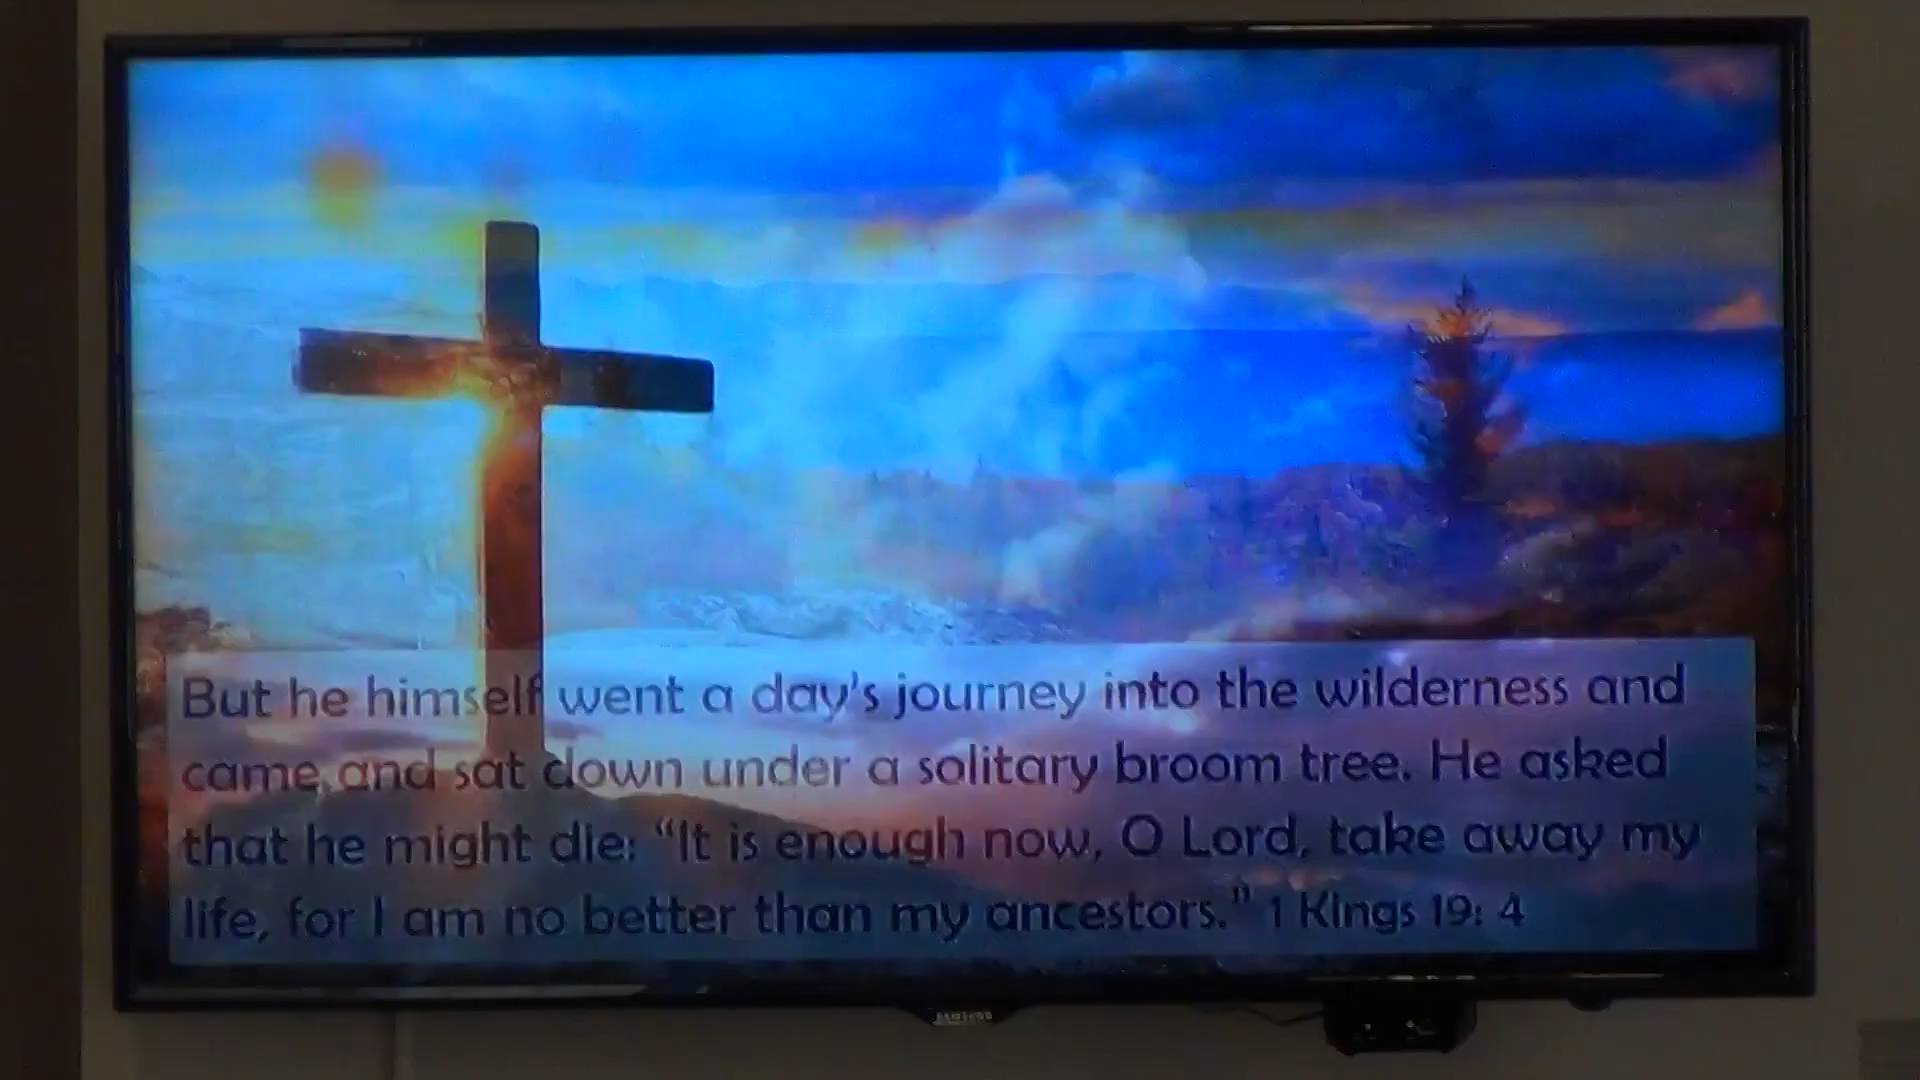 But he himself went a day's journey into the wilderness and
came and sat down under a solitary broom tree. He asked
that he might die: “It is enough now, O Lord, take away my
life, for I am no better than my ancestors.” 1 Kings 19: 4
SAMSUNG